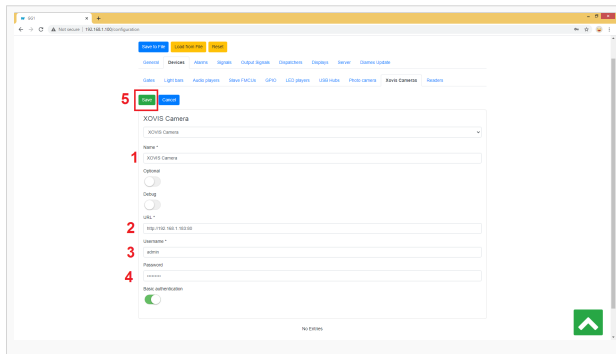 601
Not secure | 192.168.1.100/configuration
Save to File Load from File Reset
General Devices Alarms Signals Output Signals Dispatchers Displays Server Distrex Update
Gates Light bars Audio players Slave FMCUs GPIO LED players USB Hubs Photo camera Xovis Cameras Readers
5 Save Cancel
XOVIS Camera
XOVIS Camera
Name *
1 XOVIS Camera
Optional
Debug
URL *
2 http://192.168.1.103:80
Username *
3 admin
Password
4 ••••••••
Basic authentication
No Entries